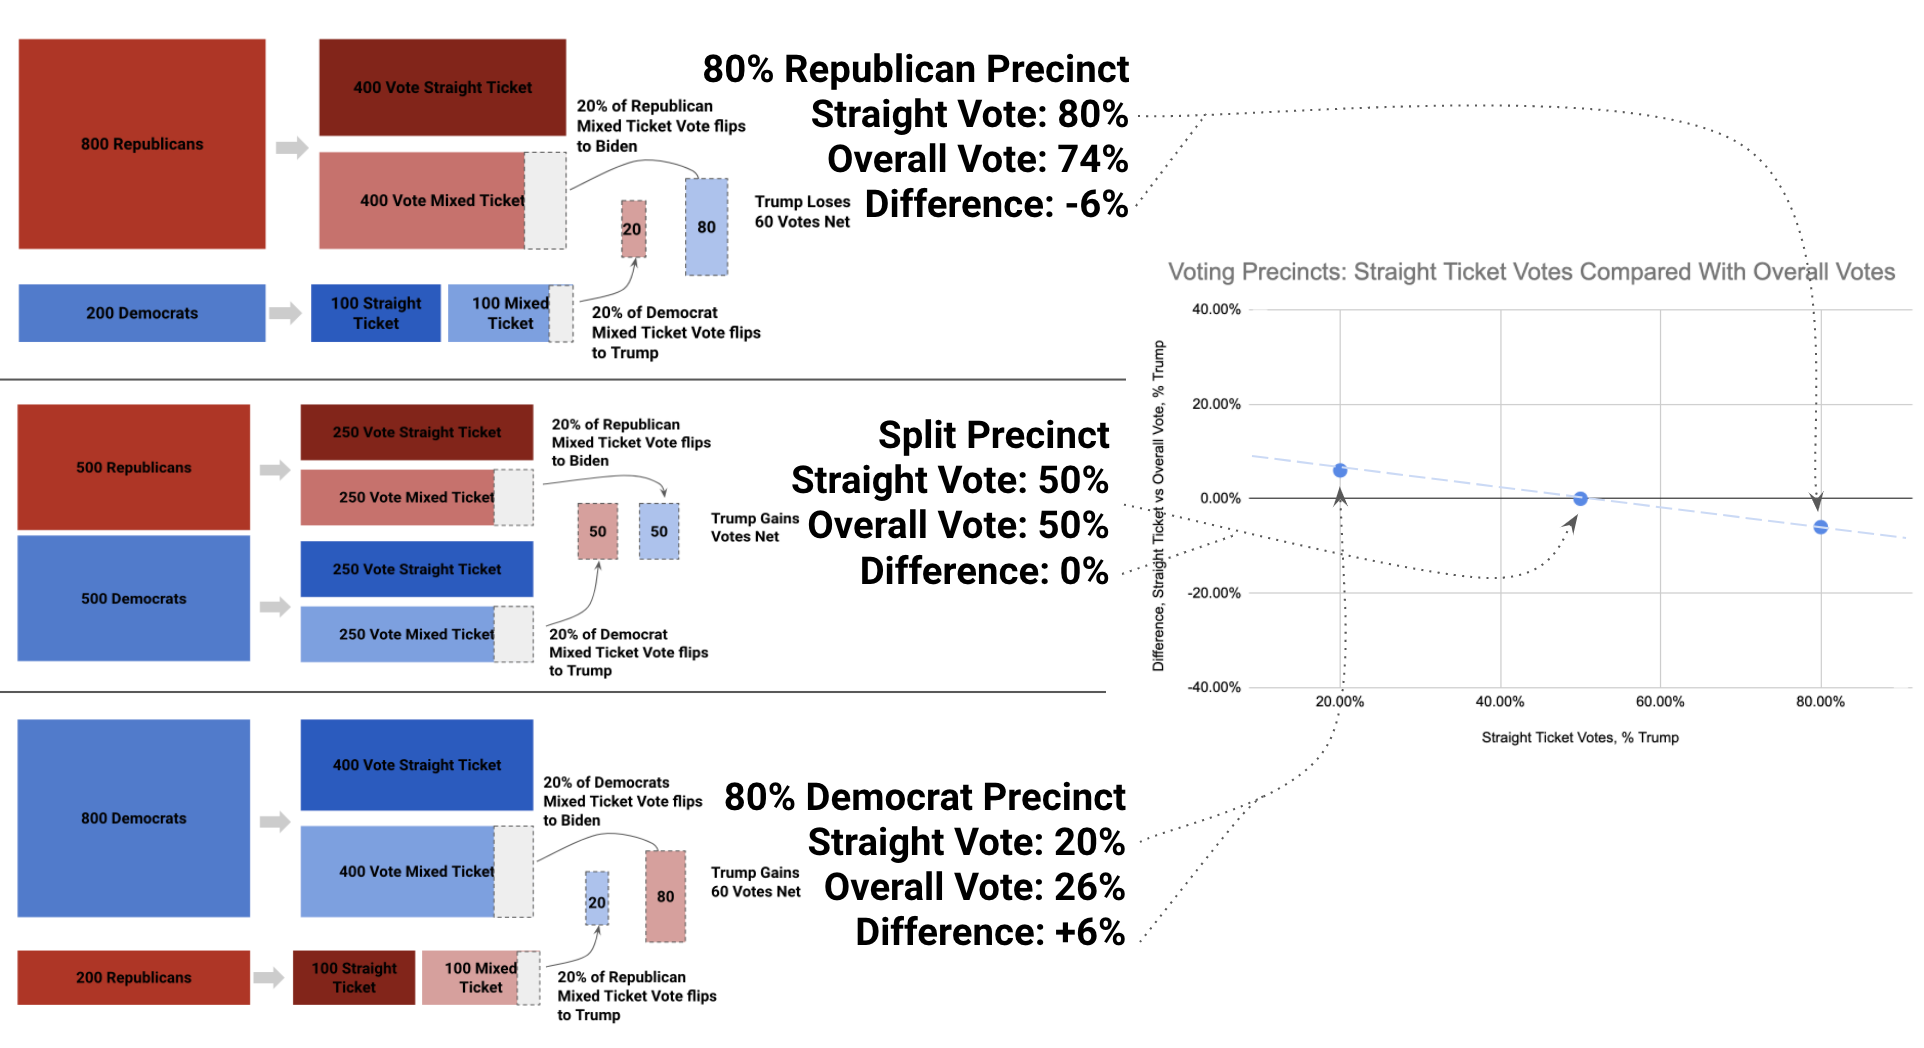 800 Republicans
400 Vote Straight Ticket
400 Vote Mixed Ticket
20% of Republican
Mixed Ticket Vote flips
to Biden
20
80
Trump Loses
60 Votes Net
200 Democrats
100 Straight
Ticket
100 Mixed
Ticket
20% of Democrat
Mixed Ticket Vote flips
to Trump
80% Republican Precinct
Straight Vote: 80%
Overall Vote: 74%
Difference: -6%
500 Republicans
250 Vote Straight Ticket
250 Vote Mixed Ticket
20% of Republican
Mixed Ticket Vote flips
to Biden
50
50
Trump Gains
Votes Net
500 Democrats
250 Vote Straight Ticket
250 Vote Mixed Ticket
20% of Democrat
Mixed Ticket Vote flips
to Trump
Split Precinct
Straight Vote: 50%
Overall Vote: 50%
Difference: 0%
800 Democrats
400 Vote Straight Ticket
400 Vote Mixed Ticket
20% of Democrats
Mixed Ticket Vote flips
to Biden
20
80
Trump Gains
60 Votes Net
200 Republicans
100 Straight
Ticket
100 Mixed
Ticket
20% of Republican
Mixed Ticket Vote flips
to Trump
80% Democrat Precinct
Straight Vote: 20%
Overall Vote: 26%
Difference: +6%
Voting Precincts: Straight Ticket Votes Compared With Overall Votes
Difference, Straight Ticket vs Overall Vote, % Trump
40.00%
20.00%
0.00%
-20.00%
-40.00%
20.00%
40.00%
60.00%
80.00%
Straight Ticket Votes, % Trump